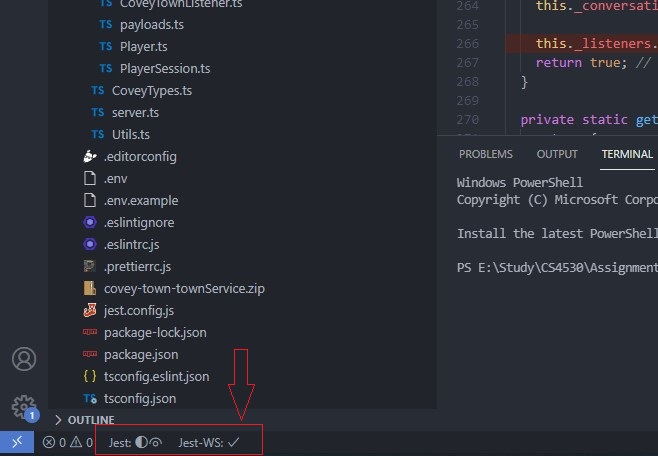 CoveyTownListener.ts
TS payloads.ts
TS Player.ts
TS PlayerSession.ts
TS CoveyTypes.ts
TS server.ts
TS Utils.ts
.editorconfig
.env
.env.example
.eslintignore
.eslintrc.js
.prettierrc.js
covey-town-townService.zip
jest.config.js
package-lock.json
package.json
{ } tsconfig.eslint.json
TS tsconfig.json
1
OUTLINE
0 0 Jest: Jest-WS:
264 this._conversati
266 this._listeners.
267 return true; //
268 }
269
270 private static get
PROBLEMS OUTPUT TERMINAL
Windows PowerShell
Copyright (C) Microsoft Corpo
Install the latest PowerShell
PS E:\Study\CS4530\Assignment